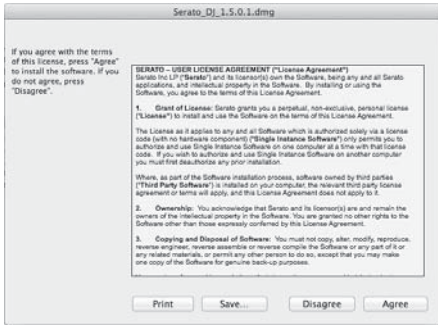 Serato_DJ_1.5.0.1.dmg
If you agree with the terms
of this license, press "Agree"
to install the software. If you
do not agree, press
"Disagree".
SERATO – USER LICENSE AGREEMENT ("License Agreement")
Serato Inc LP ("Serato") and its licensor(s) own the Software, being any and all Serato
applications, and intellectual property in the Software. By installing or using the
Software, you agree to the terms of this License Agreement.
1. Grant of License: Serato grants you a perpetual, non-exclusive, personal license
("License") to install and use the Software on the terms of this License Agreement.
The License as it applies to any and all Software which is authorized solely via a license
code (with no hardware component) ("Single Instance Software") only permits you to
authorize and use Single Instance Software on one computer at a time with that license
code. If you wish to authorize and use Single Instance Software on another computer
you must first deauthorize any prior installation.
Where, as part of the Software installation process, software owned by third parties
("Third Party Software") is installed on your computer, the relevant third party license
agreement or terms will apply, and this License Agreement does not apply to it.
2. Ownership: You acknowledge that Serato and its licensor(s) are and remain the
owners of the intellectual property in the Software. You are granted no other rights to the
Software other than those expressly conferred by this License Agreement.
3. Copying and Disposal of Software: You must not copy, alter, modify, reproduce,
reverse engineer, reverse assemble or reverse compile the Software or any part of it or
any related materials, or permit any other person to do so, except that you may make
one copy of the Software for genuine back-up purposes.
Print Save... Disagree Agree